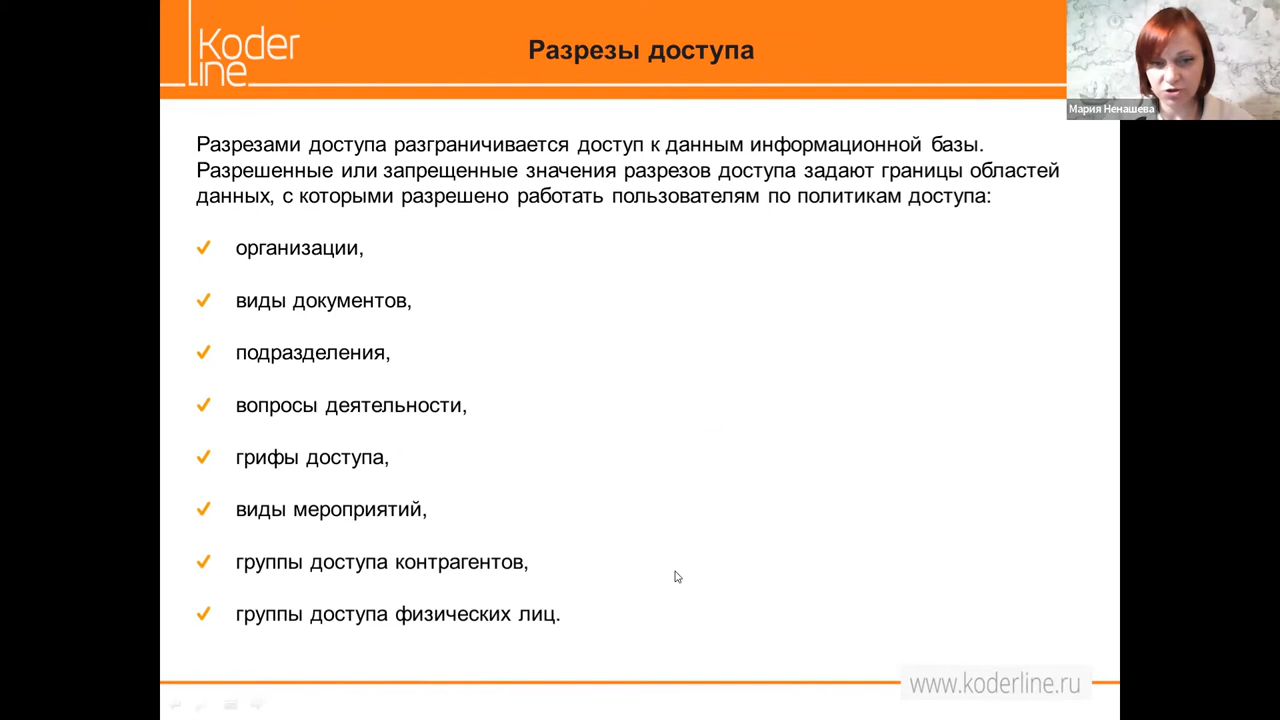 Koder
line
Разрезы доступа
Мария Ненашева
Разрезами доступа разграничивается доступ к данным информационной базы.
Разрешенные или запрещенные значения разрезов доступа задают границы областей
данных, с которыми разрешено работать пользователям по политикам доступа:
организации,
виды документов,
подразделения,
вопросы деятельности,
грифы доступа,
виды мероприятий,
группы доступа контрагентов,
группы доступа физических лиц.
www.koderline.ru